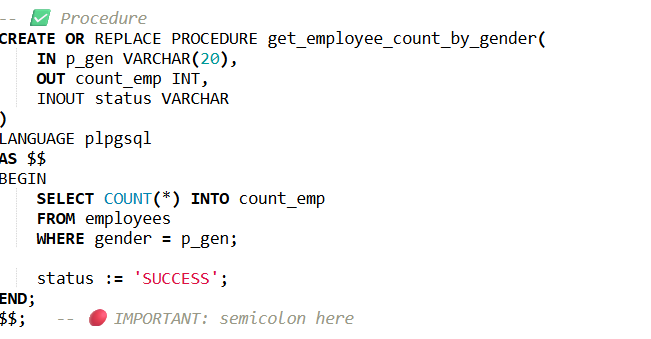 -- ✅ Procedure
CREATE OR REPLACE PROCEDURE get_employee_count_by_gender(
    IN p_gen VARCHAR(20),
    OUT count_emp INT,
    INOUT status VARCHAR
)
LANGUAGE plpgsql
AS $$
BEGIN
    SELECT COUNT(*) INTO count_emp
    FROM employees
    WHERE gender = p_gen;

    status := 'SUCCESS';
END;
$$;   -- 🔴 IMPORTANT: semicolon here